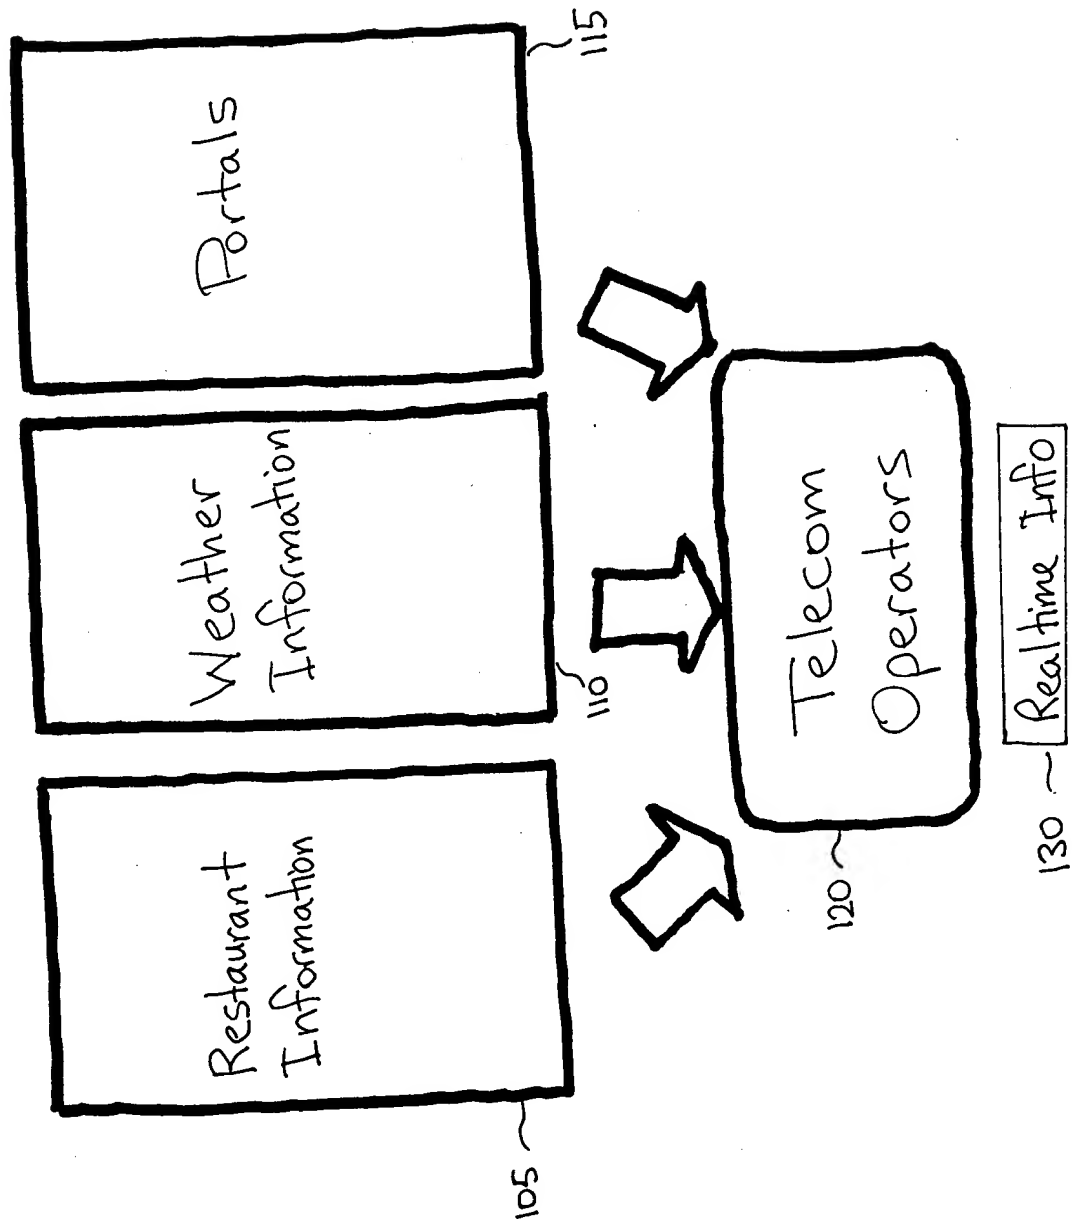 Restaurant
Information
105
Weather
Information
110
Portals
115
Telecom
Operators
120
130
Realtime Info